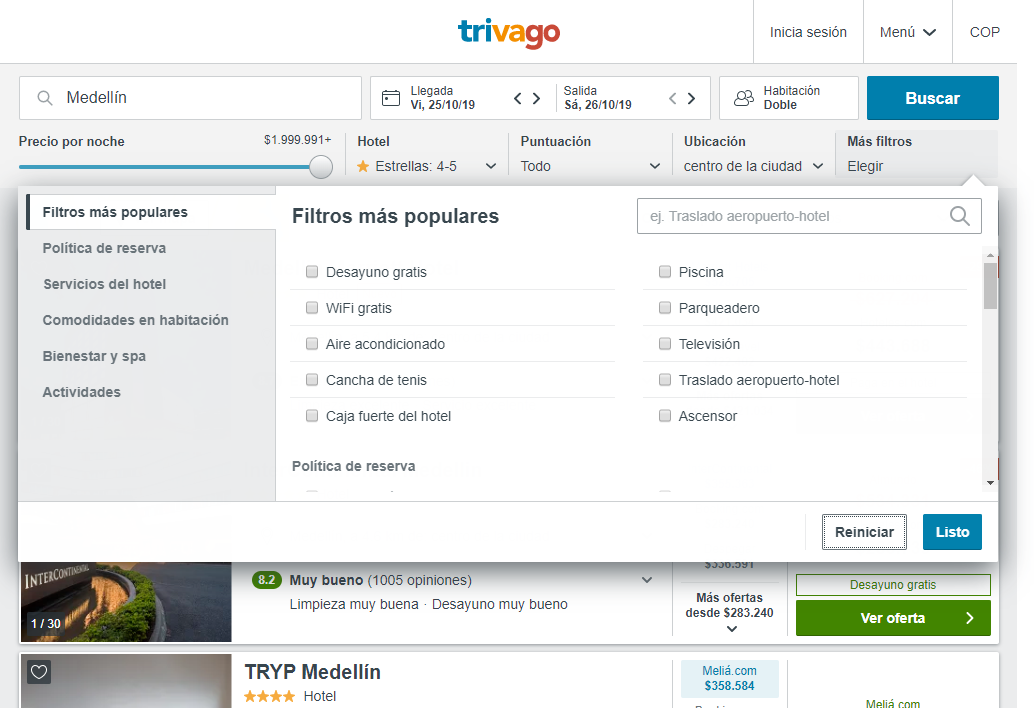 trivago
Inicia sesión
Menú
COP
Medellín
Llegada
Vi, 25/10/19
Salida
Sá, 26/10/19
Habitación
Doble
Buscar
Precio por noche
$1.999.991+
Hotel
Estrellas: 4-5
Puntuación
Todo
Ubicación
centro de la ciudad
Más filtros
Elegir
Filtros más populares
Política de reserva
Servicios del hotel
Comodidades en habitación
Bienestar y spa
Actividades
Filtros más populares
ej. Traslado aeropuerto-hotel
Desayuno gratis
Piscina
WiFi gratis
Parqueadero
Aire acondicionado
Televisión
Cancha de tenis
Traslado aeropuerto-hotel
Caja fuerte del hotel
Ascensor
Política de reserva
Reiniciar
Listo
INTERCONTINENTAL
1 / 30
8.2 Muy bueno (1005 opiniones)
Limpieza muy buena · Desayuno muy bueno
$336.591
Más ofertas
desde $283.240
Desayuno gratis
Ver oferta
TRYP Medellín
Hotel
Meliá.com
$358.584
Meliá.com